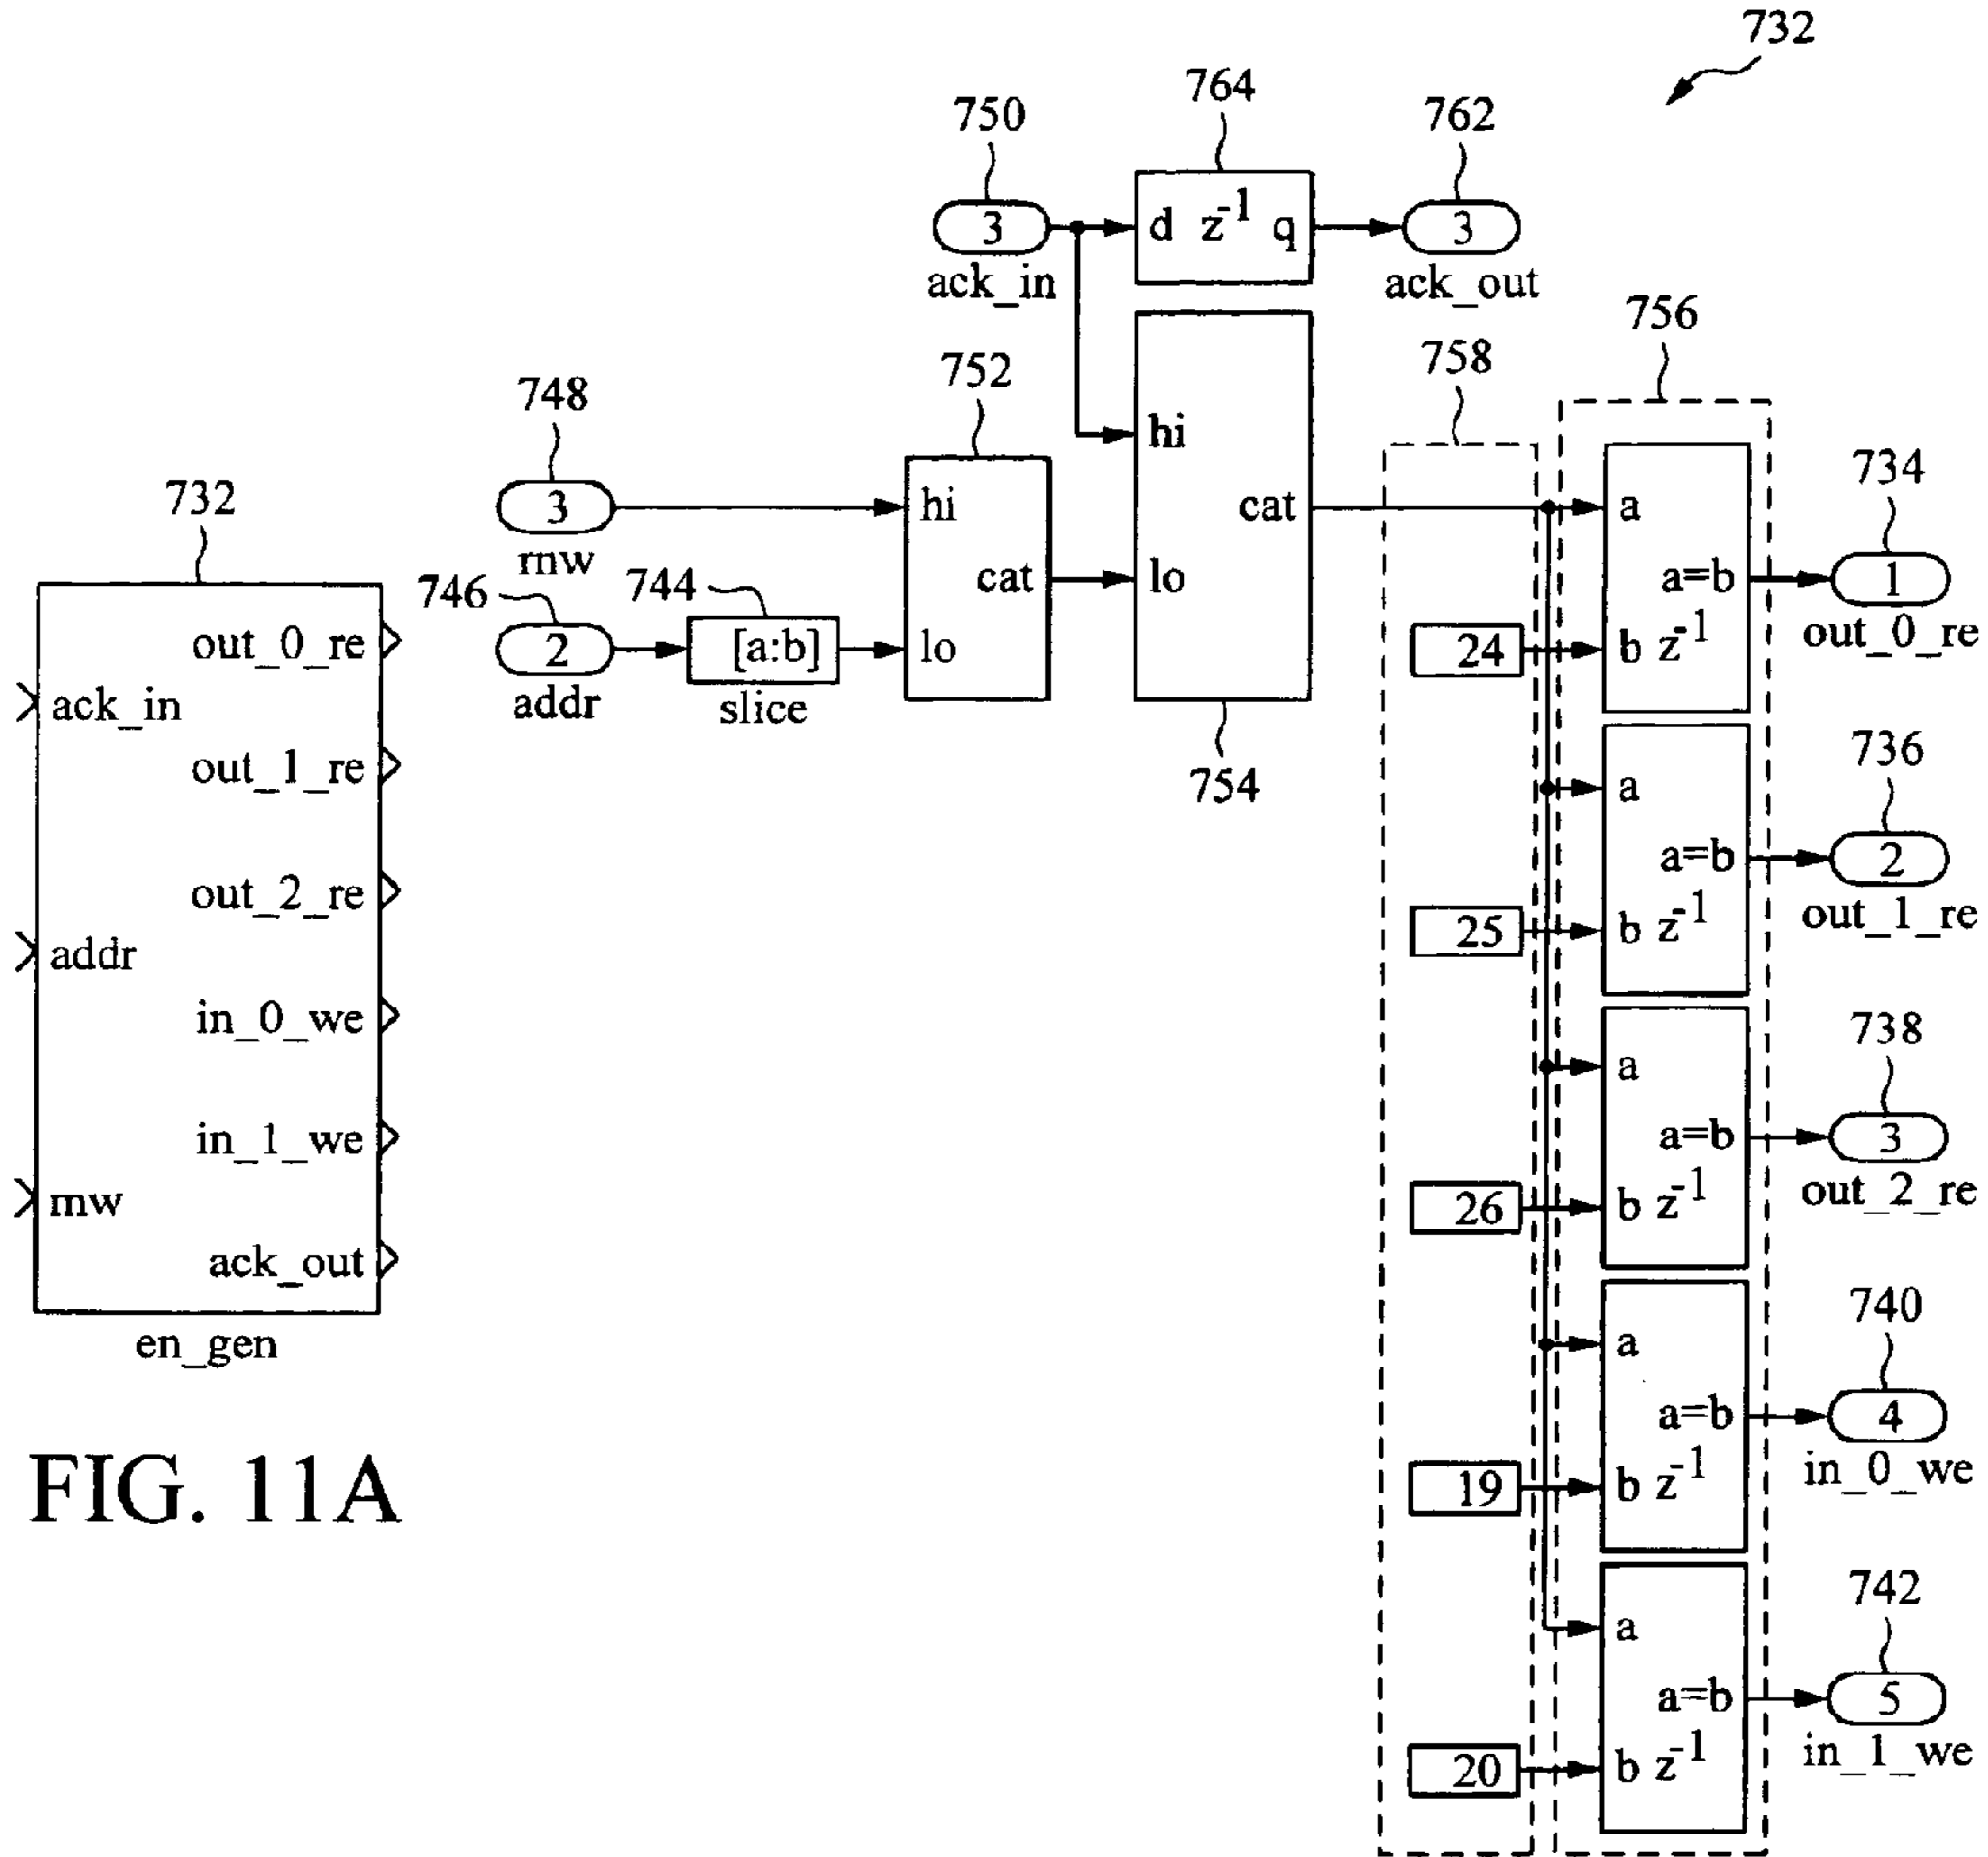 732
764
750
762
3
d z-1 q
3
ack_in
ack_out
756
758
752
748
hi
734
732
3
hi
cat
a
rnw
cat
lo
a=b
1
746
744
out_0_re
2
[a:b]
lo
24
b z-1
out_0_re
ack_in
addr
slice
736
out_1_re
754
a
a=b
2
out_2_re
25
b z-1
out_1_re
addr
738
in_0_we
a
a=b
3
in_1_we
26
b z-1
out_2_re
rnw
ack_out
740
en_gen
a
a=b
4
FIG. 11A
19
b z-1
in_0_we
742
a
a=b
5
20
b z-1
in_1_we